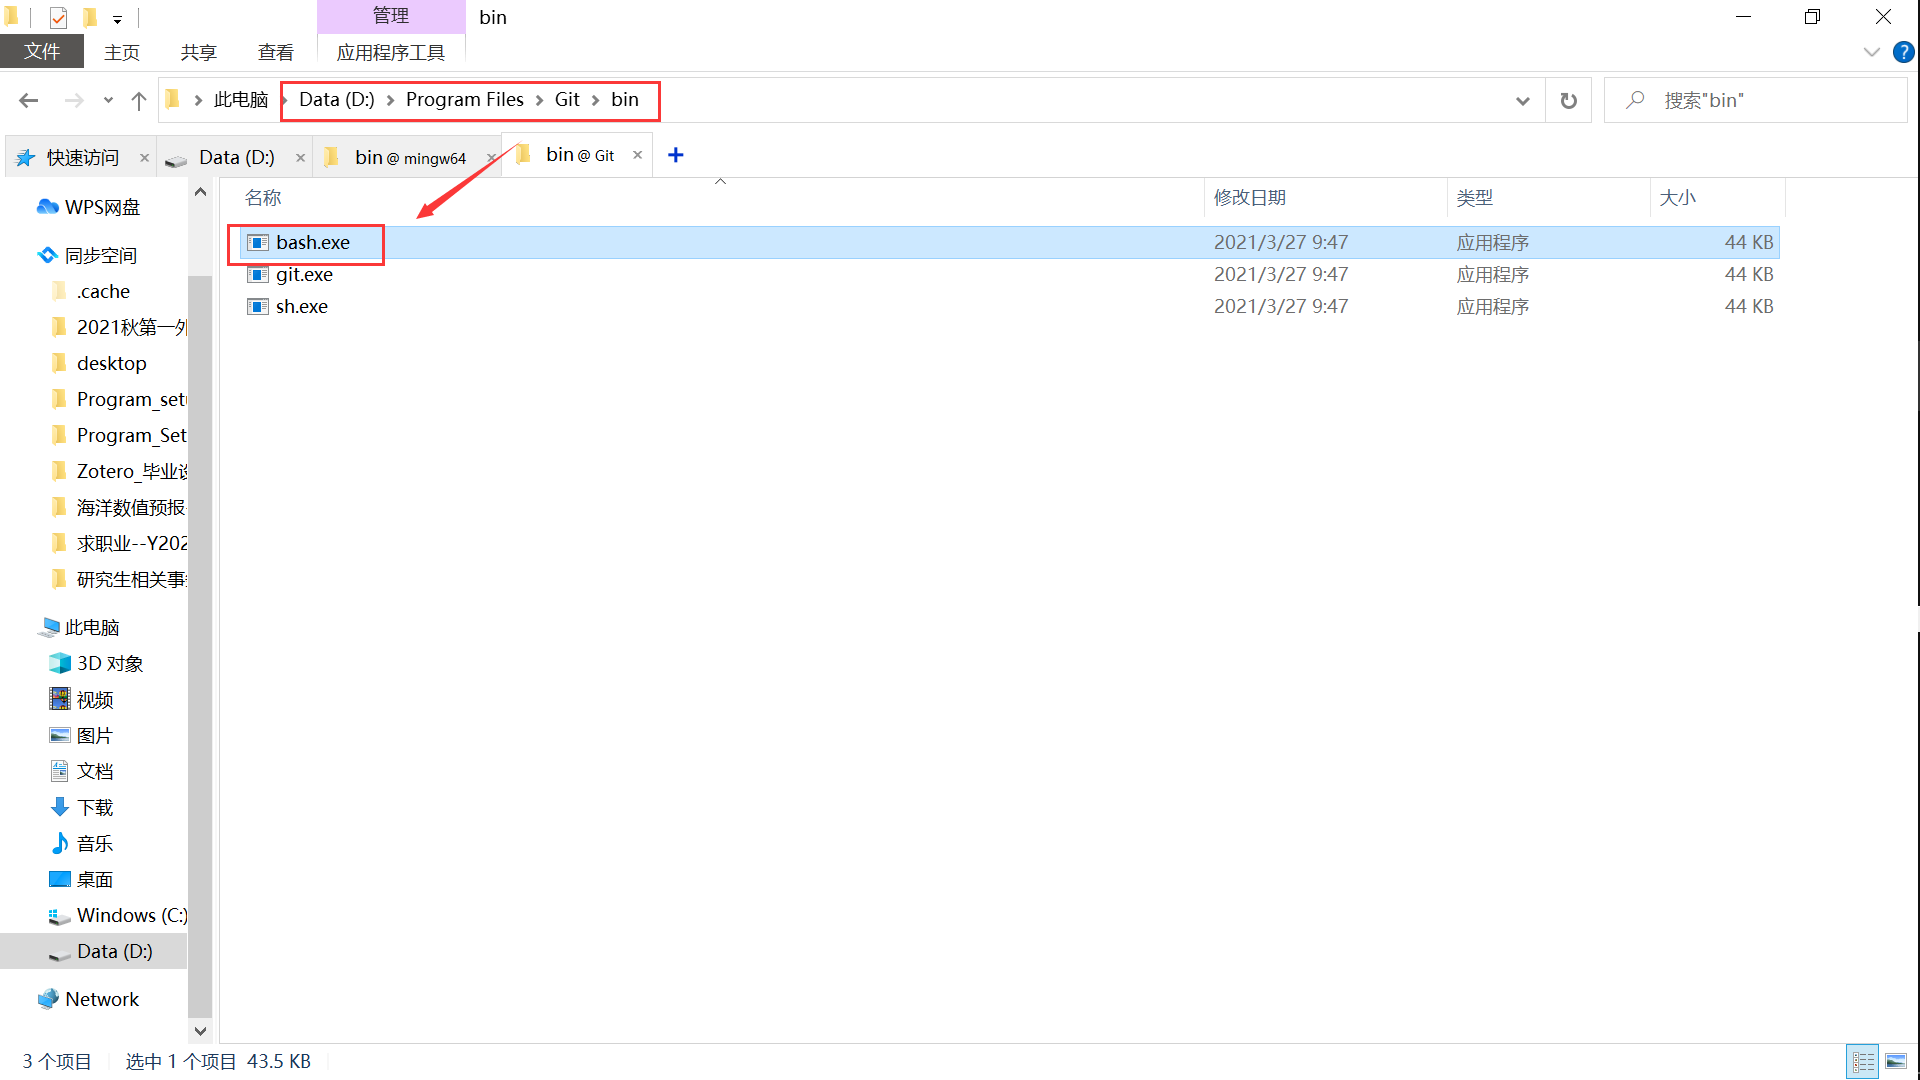 管理
bin
文件
主页
共享
查看
应用程序工具
此电脑 Data (D:) Program Files Git bin
搜索"bin"
快速访问
Data (D:)
bin @ mingw64
bin @ Git
名称 修改日期 类型 大小
bash.exe 2021/3/27 9:47 应用程序 44 KB
git.exe 2021/3/27 9:47 应用程序 44 KB
sh.exe 2021/3/27 9:47 应用程序 44 KB
WPS网盘
同步空间
.cache
2021秋第一外
desktop
Program_setu
Program_Set
Zotero_毕业设
海洋数值预报-
求职业--Y202
研究生相关事务
此电脑
3D 对象
视频
图片
文档
下载
音乐
桌面
Windows (C:)
Data (D:)
Network
3 个项目 选中 1 个项目 43.5 KB